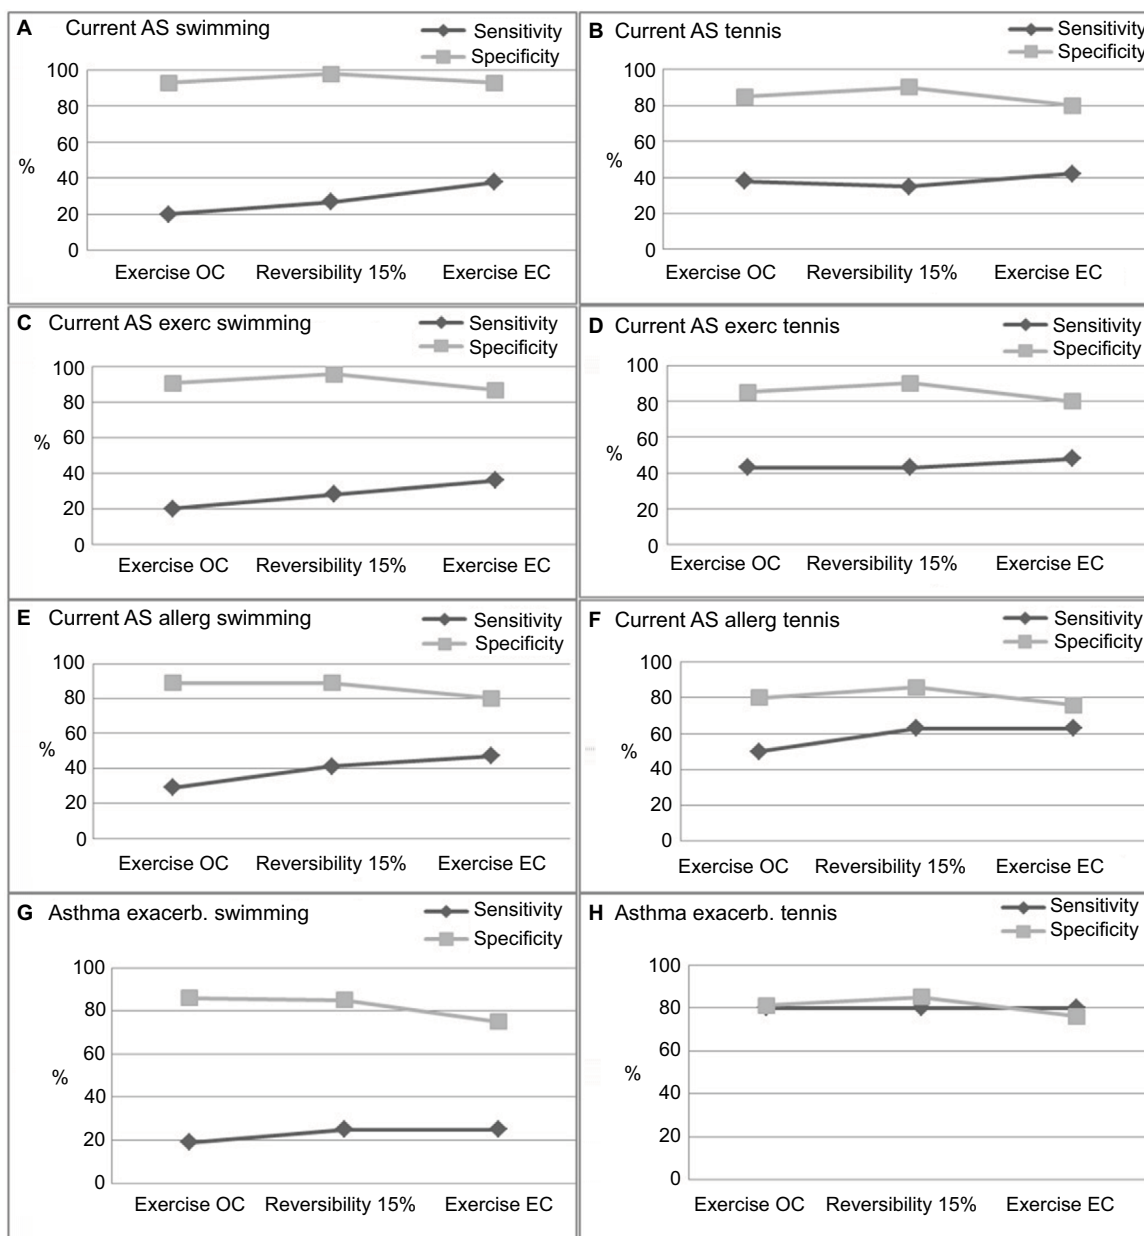 A Current AS swimming
Sensitivity
Specificity
100
80
60
40
20
0
%
Exercise OC Reversibility 15% Exercise EC
B Current AS tennis
Sensitivity
Specificity
100
80
60
40
20
0
%
Exercise OC Reversibility 15% Exercise EC
C Current AS exerc swimming
Sensitivity
Specificity
100
80
60
40
20
0
%
Exercise OC Reversibility 15% Exercise EC
D Current AS exerc tennis
Sensitivity
Specificity
100
80
60
40
20
0
%
Exercise OC Reversibility 15% Exercise EC
E Current AS allerg swimming
Sensitivity
Specificity
100
80
60
40
20
0
%
Exercise OC Reversibility 15% Exercise EC
F Current AS allerg tennis
Sensitivity
Specificity
100
80
60
40
20
0
%
Exercise OC Reversibility 15% Exercise EC
G Asthma exacerb. swimming
Sensitivity
Specificity
100
80
60
40
20
0
%
Exercise OC Reversibility 15% Exercise EC
H Asthma exacerb. tennis
Sensitivity
Specificity
100
80
60
40
20
0
%
Exercise OC Reversibility 15% Exercise EC